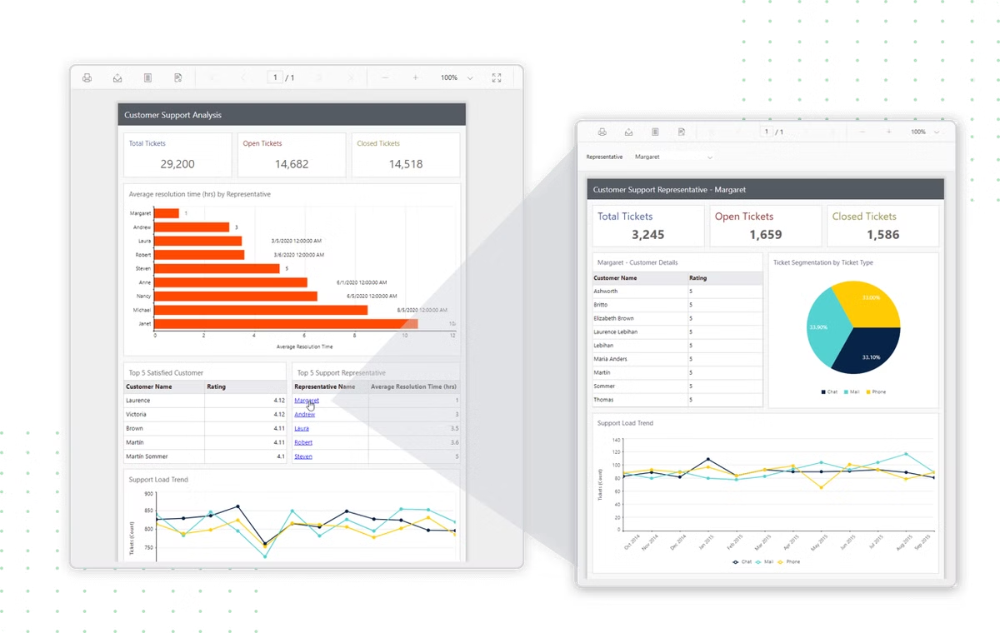 1 / 1
100%
Customer Support Analysis
Total Tickets
29,200
Open Tickets
14,682
Closed Tickets
14,518
Average resolution time (hrs) by Representative
Margaret 1
Andrew 3
Laura 3/5/2020 12:00:00 AM
Robert 3/6/2020 12:00:00 AM
Steven 5
Anne 6/1/2020 12:00:00 AM
Nancy 6/5/2020 12:00:00 AM
Michael 8/5/2020 12:00:00 AM
Janet 10
0 2 4 6 8 10 12
Average Resolution Time
Top 5 Satisfied Customer
Customer Name Rating
Laurence 4.12
Victoria 4.12
Brown 4.11
Martín 4.11
Martín Sommer 4.1
Top 5 Support Representative
Representative Name Average Resolution Time (hrs)
Margaret 1
Andrew 3
Laura 3.5
Robert 3.6
Steven 5
Support Load Trend
Tickets (Count)
900
850
800
750
1 / 1
100%
Representative Margaret
Customer Support Representative - Margaret
Total Tickets
3,245
Open Tickets
1,659
Closed Tickets
1,586
Margaret - Customer Details
Customer Name Rating
Ashworth 5
Britto 5
Elizabeth Brown 5
Laurence Lebihan 5
Lebihan 5
Maria Anders 5
Martín 5
Sommer 5
Thomas 5
Ticket Segmentation by Ticket Type
33.00%
33.90%
33.10%
Chat Mail Phone
Support Load Trend
Tickets (Count)
140
120
100
80
60
40
20
0
Oct 2014 Nov 2014 Dec 2014 Jan 2015 Feb 2015 Mar 2015 Apr 2015 May 2015 Jun 2015 Jul 2015 Aug 2015 Sep 2015
Chat Mail Phone